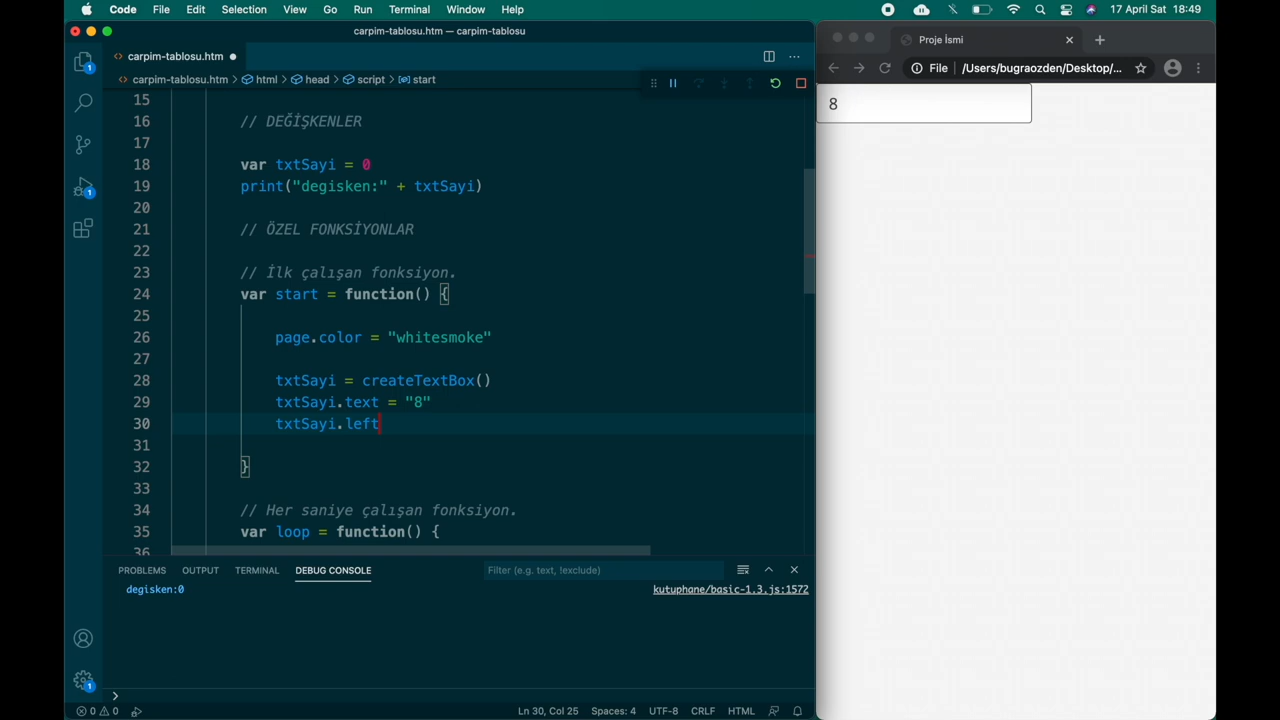 Code File Edit Selection View Go Run Terminal Window Help 17 April Sat 18:49
carpim-tablosu.htm — carpim-tablosu
carpim-tablosu.htm
carpim-tablosu.htm > html > head > script > start
15
16 // DEĞİŞKENLER
17
18 var txtSayi = 0
19 print("degisken:" + txtSayi)
20
21 // ÖZEL FONKSİYONLAR
22
23 // İlk çalışan fonksiyon.
24 var start = function() {
25
26 page.color = "whitesmoke"
27
28 txtSayi = createTextBox()
29 txtSayi.text = "8"
30 txtSayi.left
31
32 }
33
34 // Her saniye çalışan fonksiyon.
35 var loop = function() {
36
PROBLEMS OUTPUT TERMINAL DEBUG CONSOLE Filter (e.g. text, !exclude)
degisken:0 kutuphane/basic-1.3.js:1572
>
0 0 Ln 30, Col 25 Spaces: 4 UTF-8 CRLF HTML
1
1
1
Proje İsmi
File /Users/bugraozden/Desktop/...
8